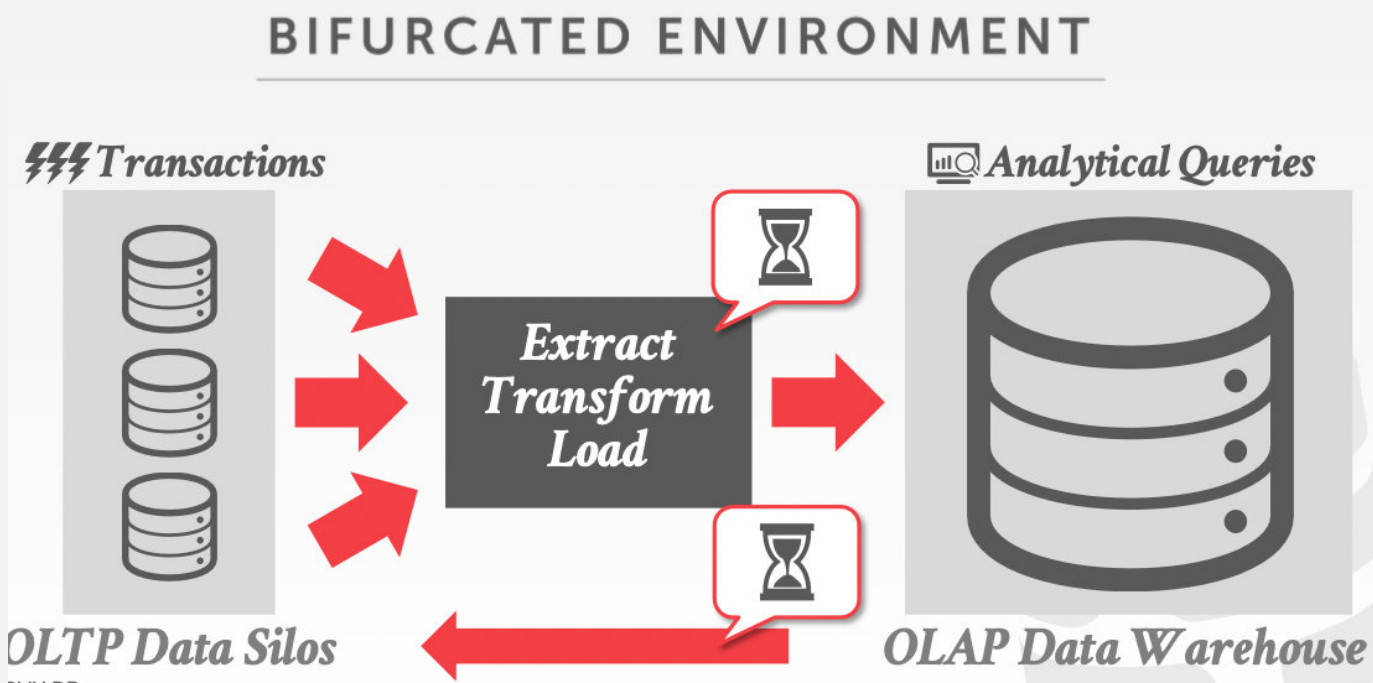 BIFURCATED ENVIRONMENT
Transactions
Analytical Queries
Extract
Transform
Load
OLTP Data Silos
OLAP Data Warehouse